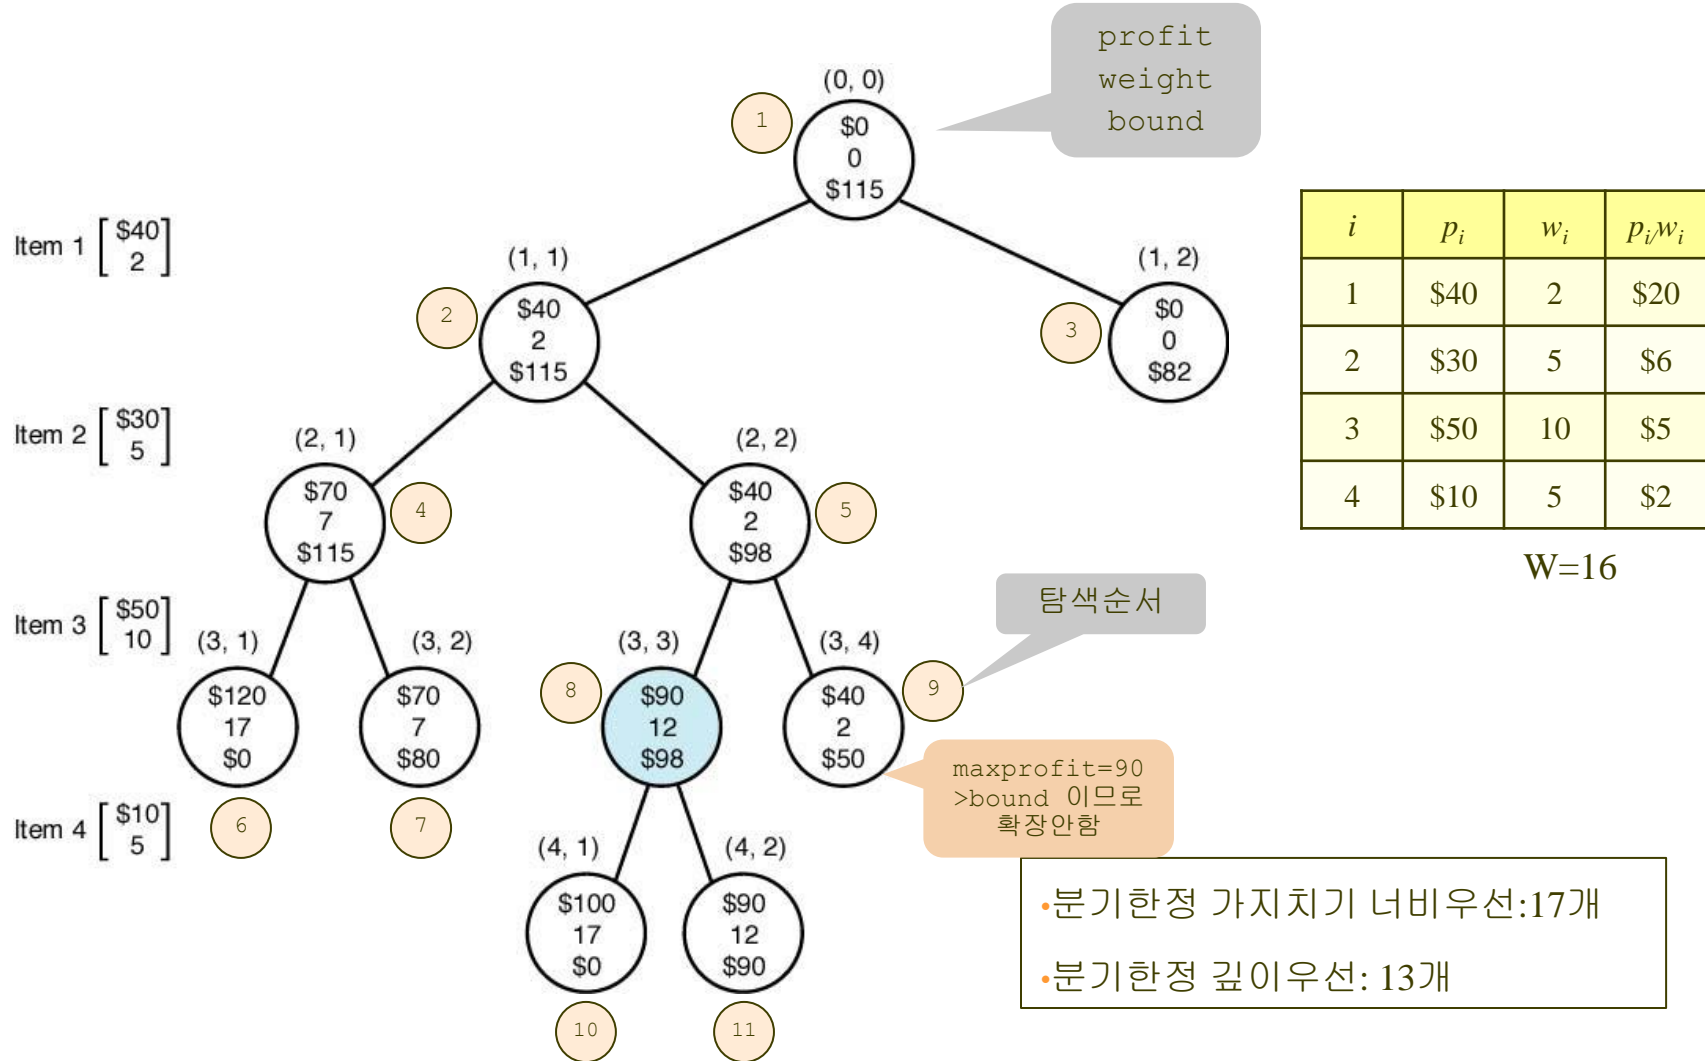 profit
weight
bound
(0, 0)
1
$0
0
$115
Item 1 [ $40 2 ]
(1, 1)
2
$40
2
$115
(1, 2)
3
$0
0
$82
Item 2 [ $30 5 ]
(2, 1)
$70
7
$115
4
(2, 2)
$40
2
$98
5
Item 3 [ $50 10 ]
(3, 1)
$120
17
$0
6
(3, 2)
$70
7
$80
7
(3, 3)
8
$90
12
$98
(3, 4)
$40
2
$50
9
탐색순서
maxprofit=90
>bound 이므로
확장안함
Item 4 [ $10 5 ]
(4, 1)
$100
17
$0
10
(4, 2)
$90
12
$90
11
i pi wi pi/wi
1 $40 2 $20
2 $30 5 $6
3 $50 10 $5
4 $10 5 $2
W=16
•분기한정 가지치기 너비우선:17개
•분기한정 깊이우선: 13개